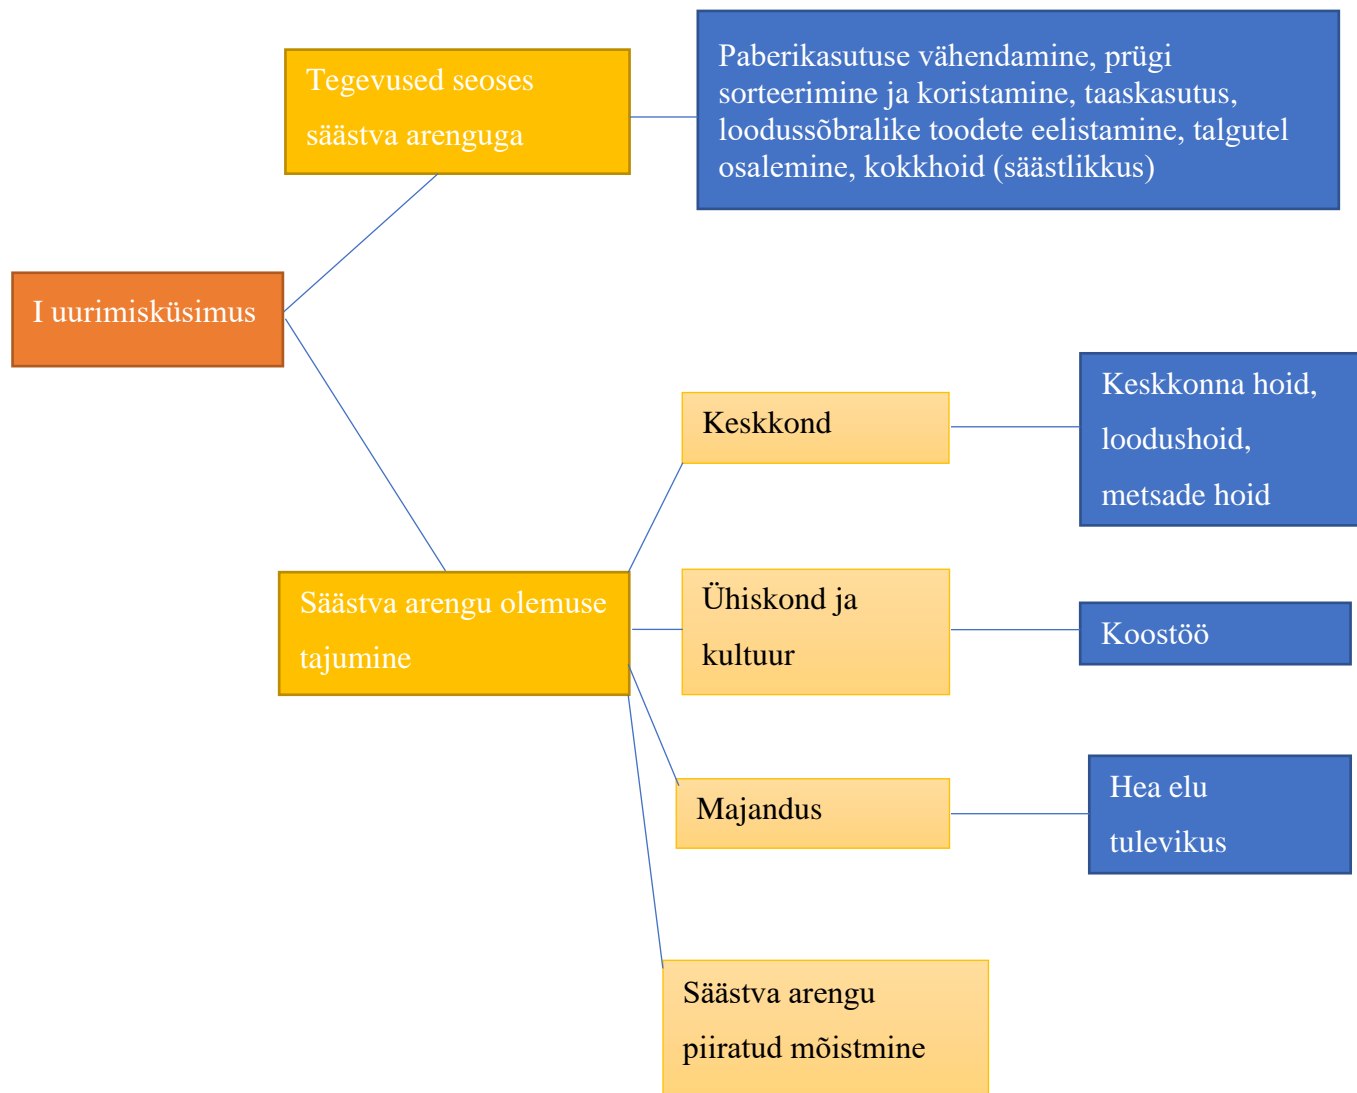 Tegevused seoses
säästva arenguga
Paberikasutuse vähendamine, prügi
sorteerimine ja koristamine, taaskasutus,
loodussõbralike toodete eelistamine, talgutel
osalemine, kokkhoid (säästlikkus)
I uurimisküsimus
Keskkond
Keskkonna hoid,
loodushoid,
metsade hoid
Säästva arengu olemuse
tajumine
Ühiskond ja
kultuur
Koostöö
Majandus
Hea elu
tulevikus
Säästva arengu
piiratud mõistmine